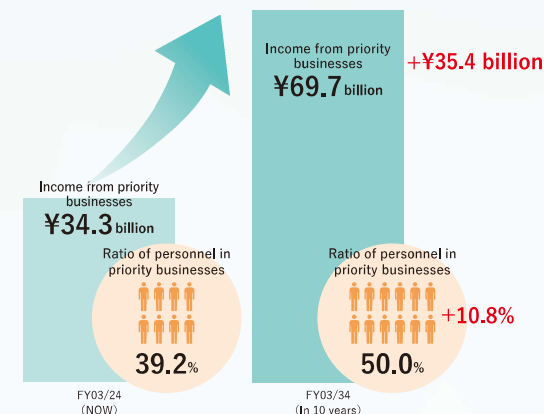 Income from priority
businesses
¥69.7 billion
+¥35.4 billion
Income from priority
businesses
¥34.3 billion
Ratio of personnel in
priority businesses
39.2%
Ratio of personnel in
priority businesses
50.0%
+10.8%
FY03/24
(NOW)
FY03/34
(In 10 years)